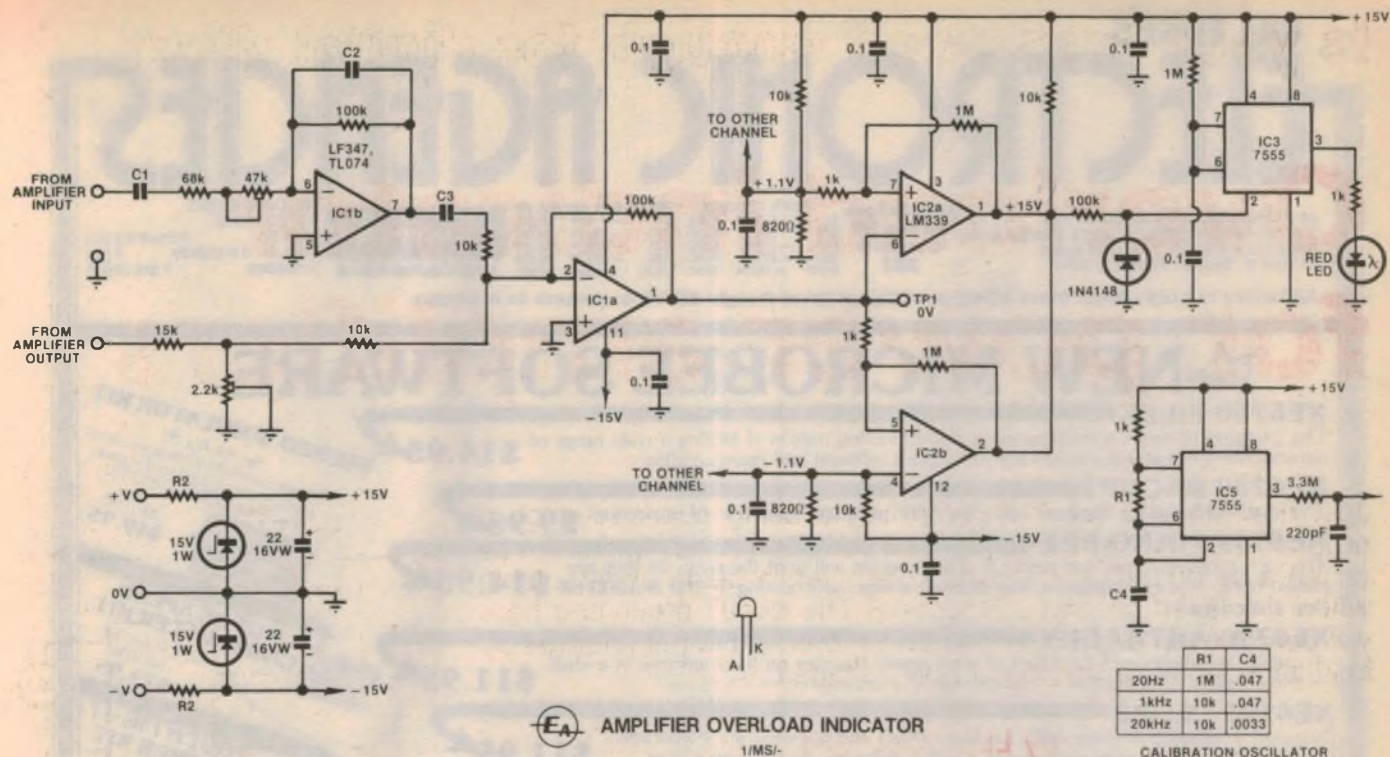 +15V
0.1
0.1
0.1
1M
10k
10k
C2
100k
LF347,
TL074
FROM
AMPLIFIER
INPUT
C1
68k
47k
6
5
IC1b
7
C3
10k
TO OTHER
CHANNEL
+1.1V
1k
0.1
820Ω
1M
7
6
3
IC2a
LM339
1
+15V
100k
1N4148
7
6
0.1
4
8
IC3
7555
3
2
1
1k
RED
LED
λ
100k
2
3
4
IC1a
11
1
0.1
-15V
TP1
0V
FROM
AMPLIFIER
OUTPUT
15k
10k
2.2k
1k
1M
5
4
IC2b
2
12
-15V
0.1
TO OTHER
CHANNEL
-1.1V
0.1
820Ω
10k
+15V
1k
R1
C4
7
6
2
4
8
IC5
7555
3
1
3.3M
220pF
+V
R2
+15V
15V
1W
22
16VW
0V
15V
1W
22
16VW
-V
R2
-15V
A
K
R1 C4
20Hz 1M .047
1kHz 10k .047
20kHz 10k .0033
CALIBRATION OSCILLATOR
EA AMPLIFIER OVERLOAD INDICATOR
1/MS/-